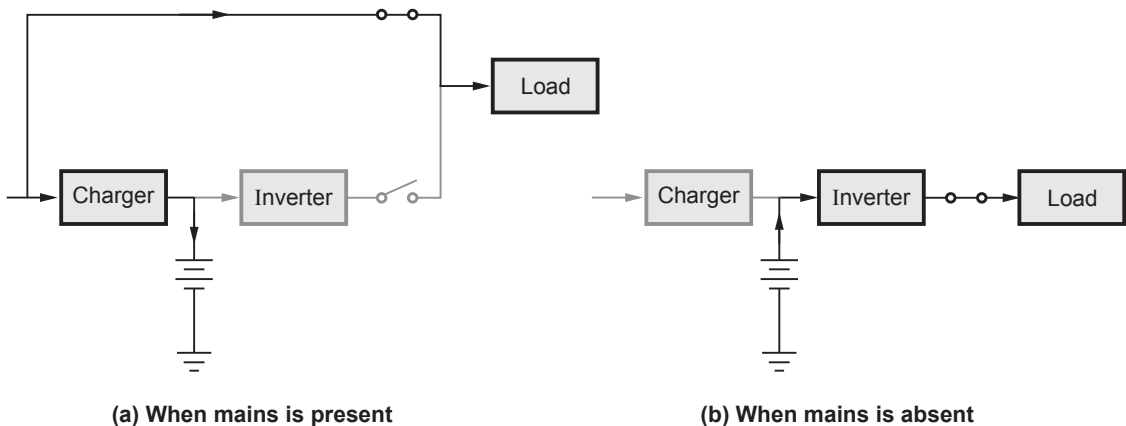 Load
Charger
Inverter
Charger
Inverter
Load
(a) When mains is present
(b) When mains is absent